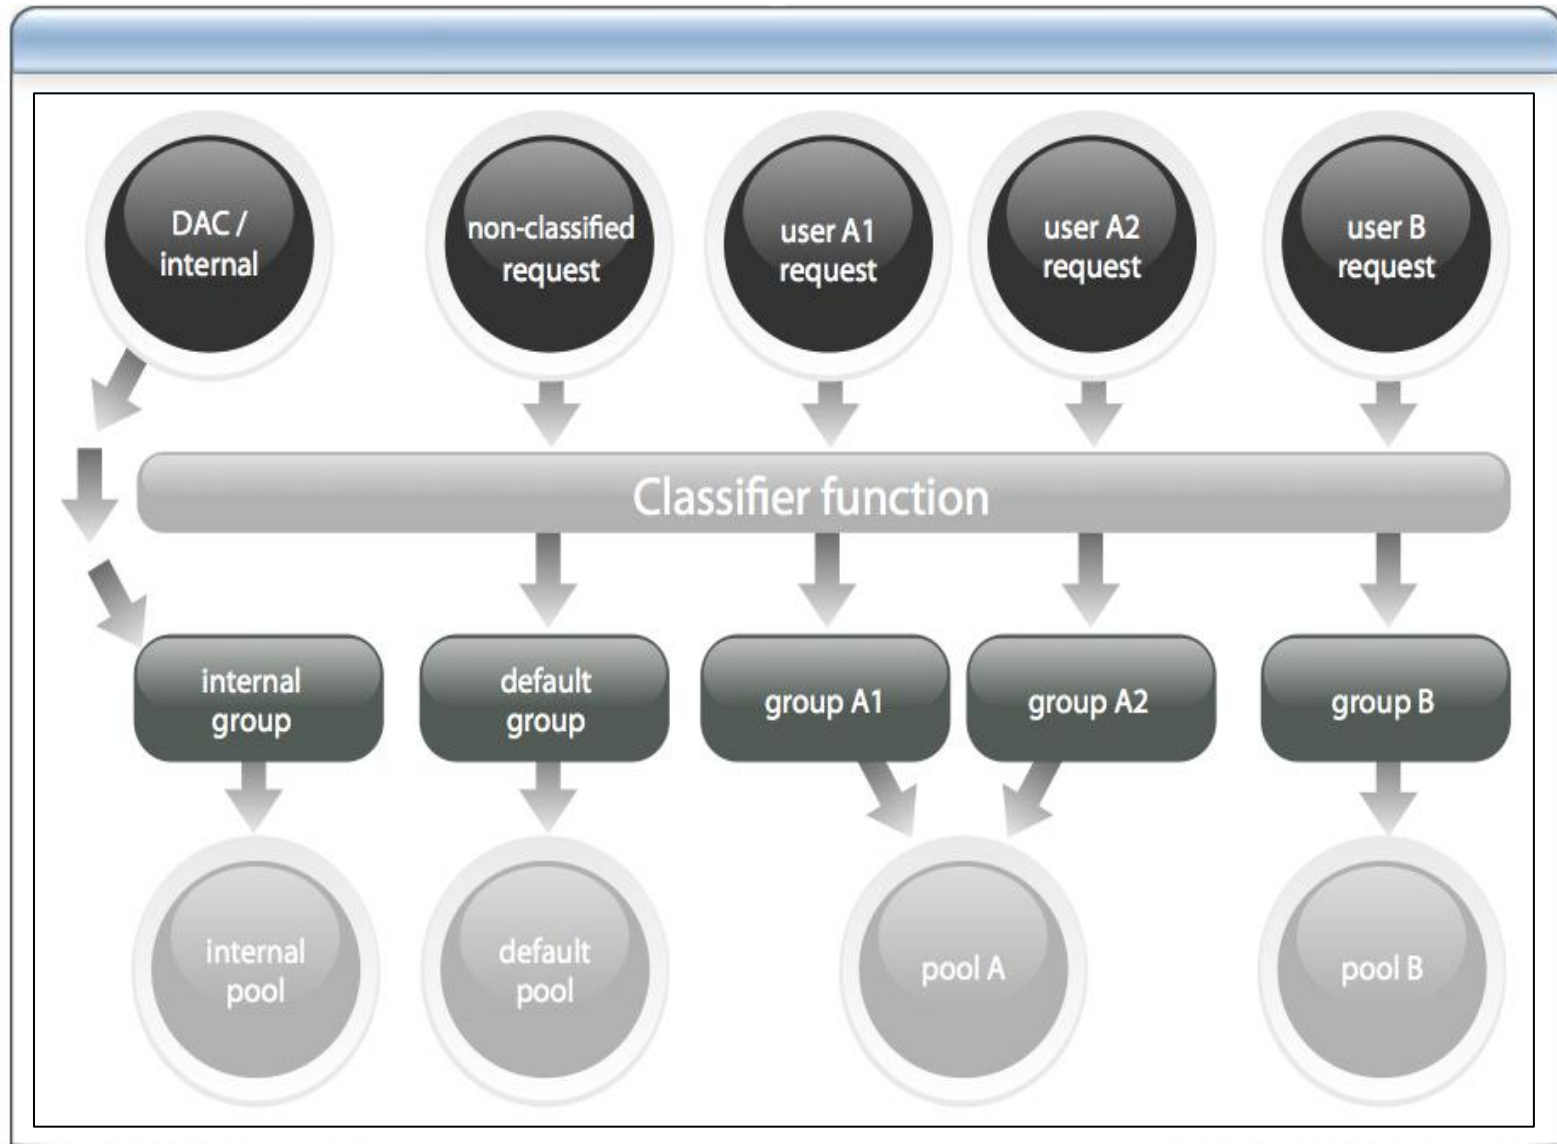 DAC /
internal
non-classified
request
user A1
request
user A2
request
user B
request
Classifier function
internal
group
default
group
group A1
group A2
group B
internal
pool
default
pool
pool A
pool B